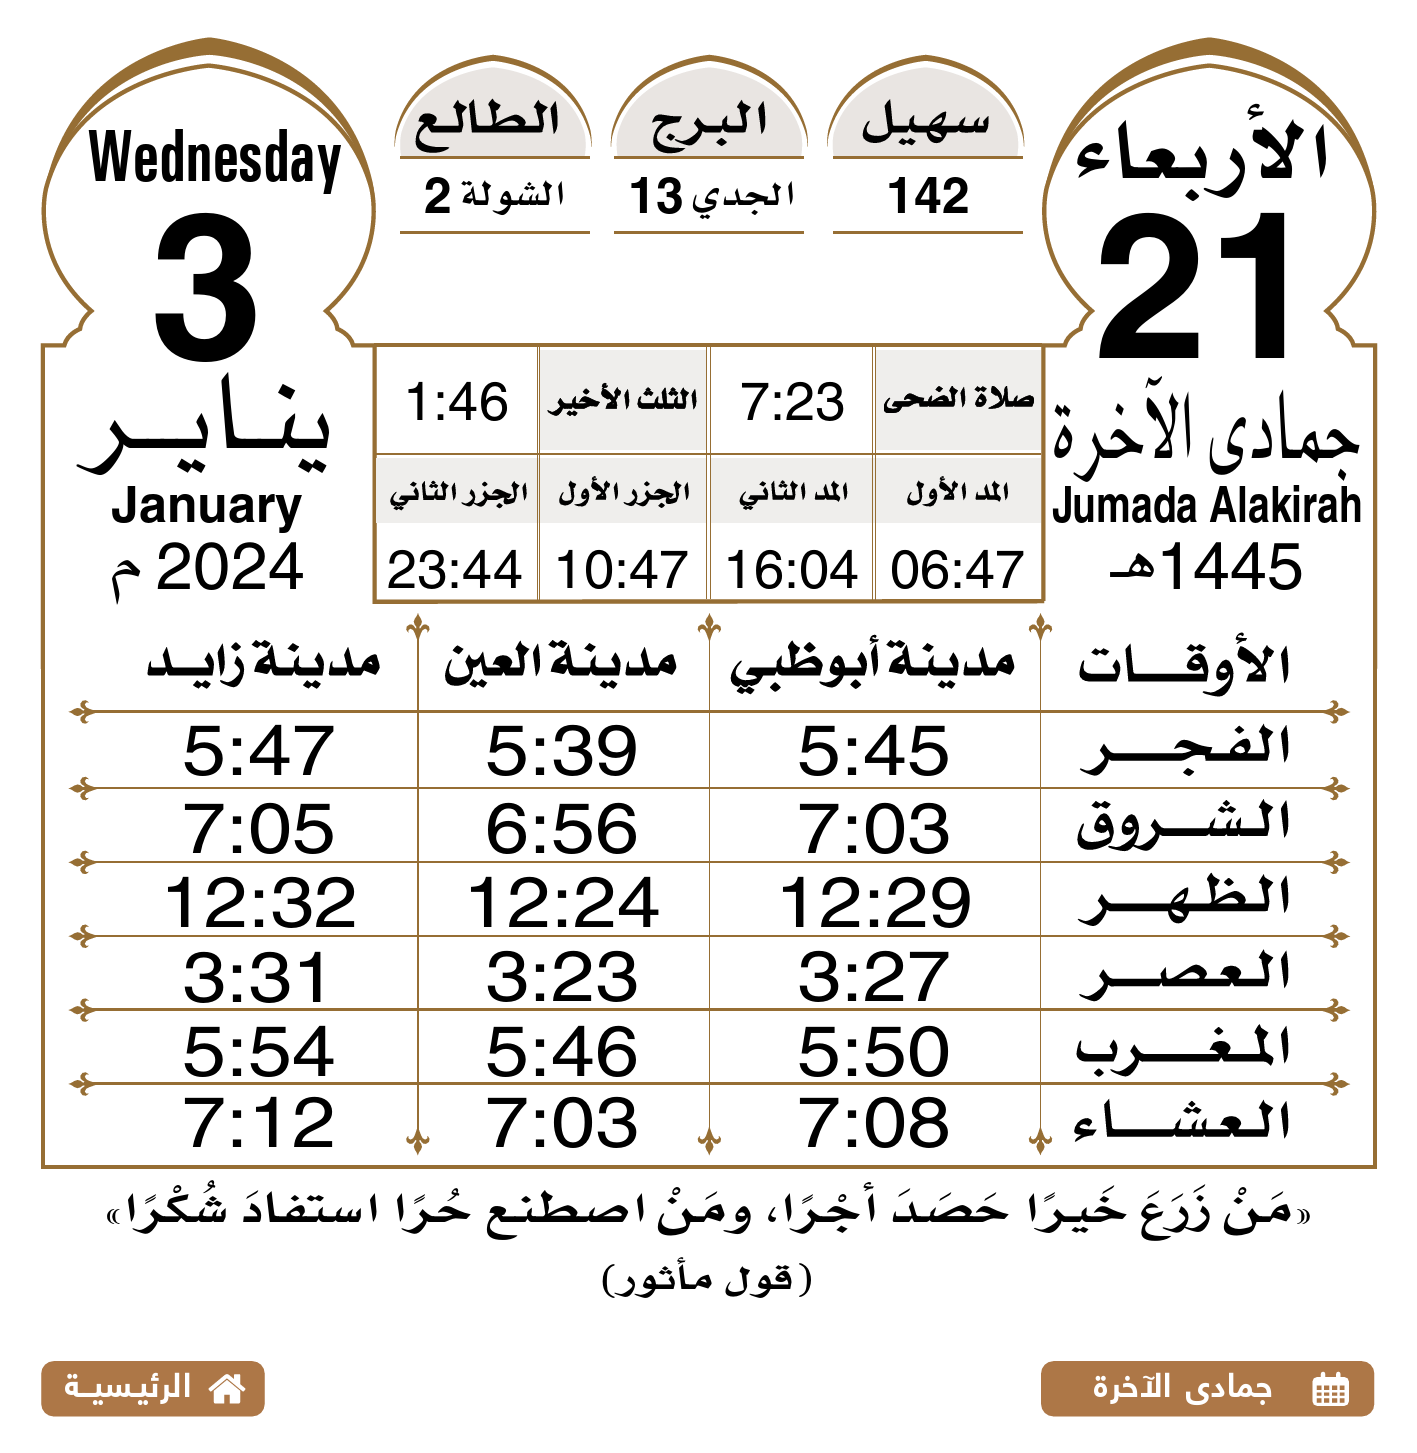 الأربعاء
21
جمادى الآخرة
Jumada Alakirah
1445هـ
سهيل
142
البرج
الجدي 13
الطالع
الشولة 2
Wednesday
3
يناير
January
2024 م
صلاة الضحى 7:23 الثلث الأخير 1:46
المد الأول المد الثاني الجزر الأول الجزر الثاني
06:47 16:04 10:47 23:44
الأوقات مدينة أبوظبي مدينة العين مدينة زايد
الفجر 5:45 5:39 5:47
الشروق 7:03 6:56 7:05
الظهر 12:29 12:24 12:32
العصر 3:27 3:23 3:31
المغرب 5:50 5:46 5:54
العشاء 7:08 7:03 7:12
«مَنْ زَرَعَ خَيرًا حَصَدَ أجْرًا، ومَنْ اصطنع حُرًا استفادَ شُكْرًا»
(قول مأثور)
جمادى الآخرة
الرئيسية